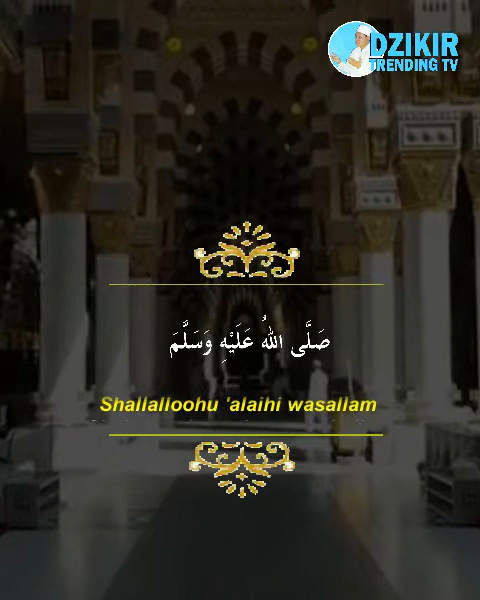 DZIKIR
TRENDING TV
صَلَّى اللهُ عَلَيْهِ وَسَلَّمَ
Shallalloohu 'alaihi wasallam